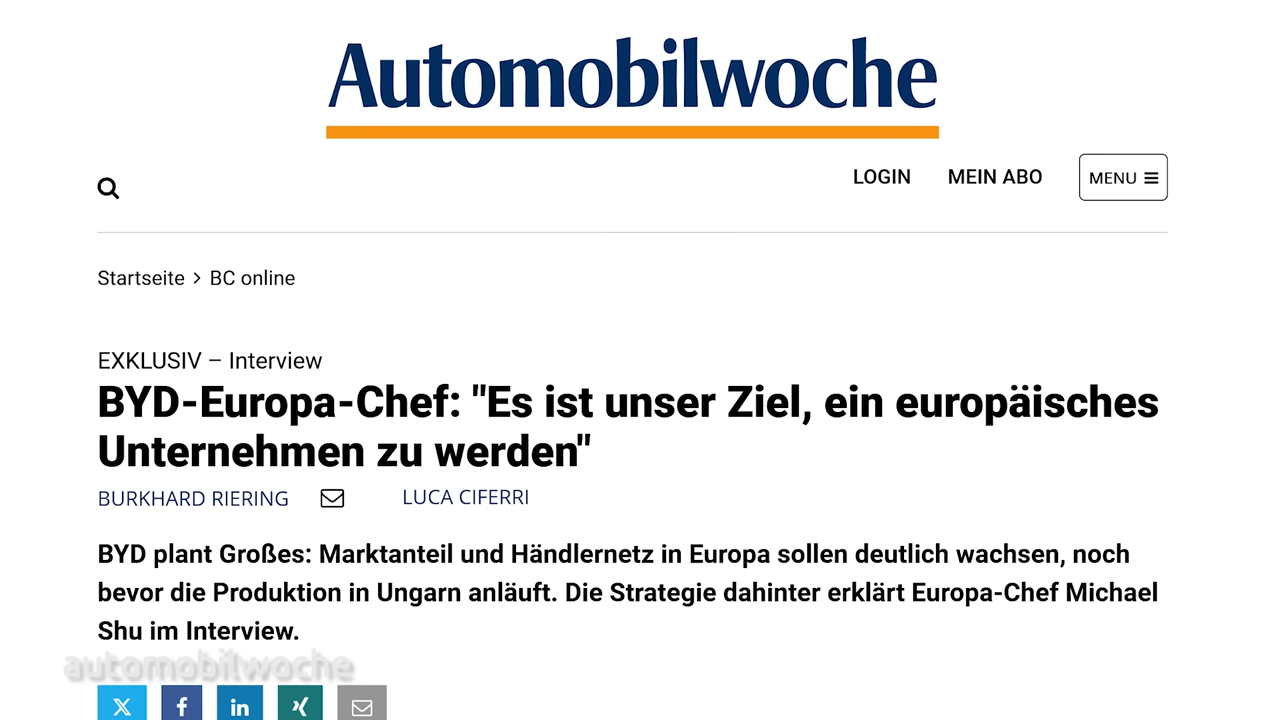 Automobilwoche
LOGIN MEIN ABO MENU
Startseite > BC online
EXKLUSIV – Interview
BYD-Europa-Chef: "Es ist unser Ziel, ein europäisches
Unternehmen zu werden"
BURKHARD RIERING LUCA CIFERRI
BYD plant Großes: Marktanteil und Händlernetz in Europa sollen deutlich wachsen, noch
bevor die Produktion in Ungarn anläuft. Die Strategie dahinter erklärt Europa-Chef Michael
Shu im Interview.
automobilwoche